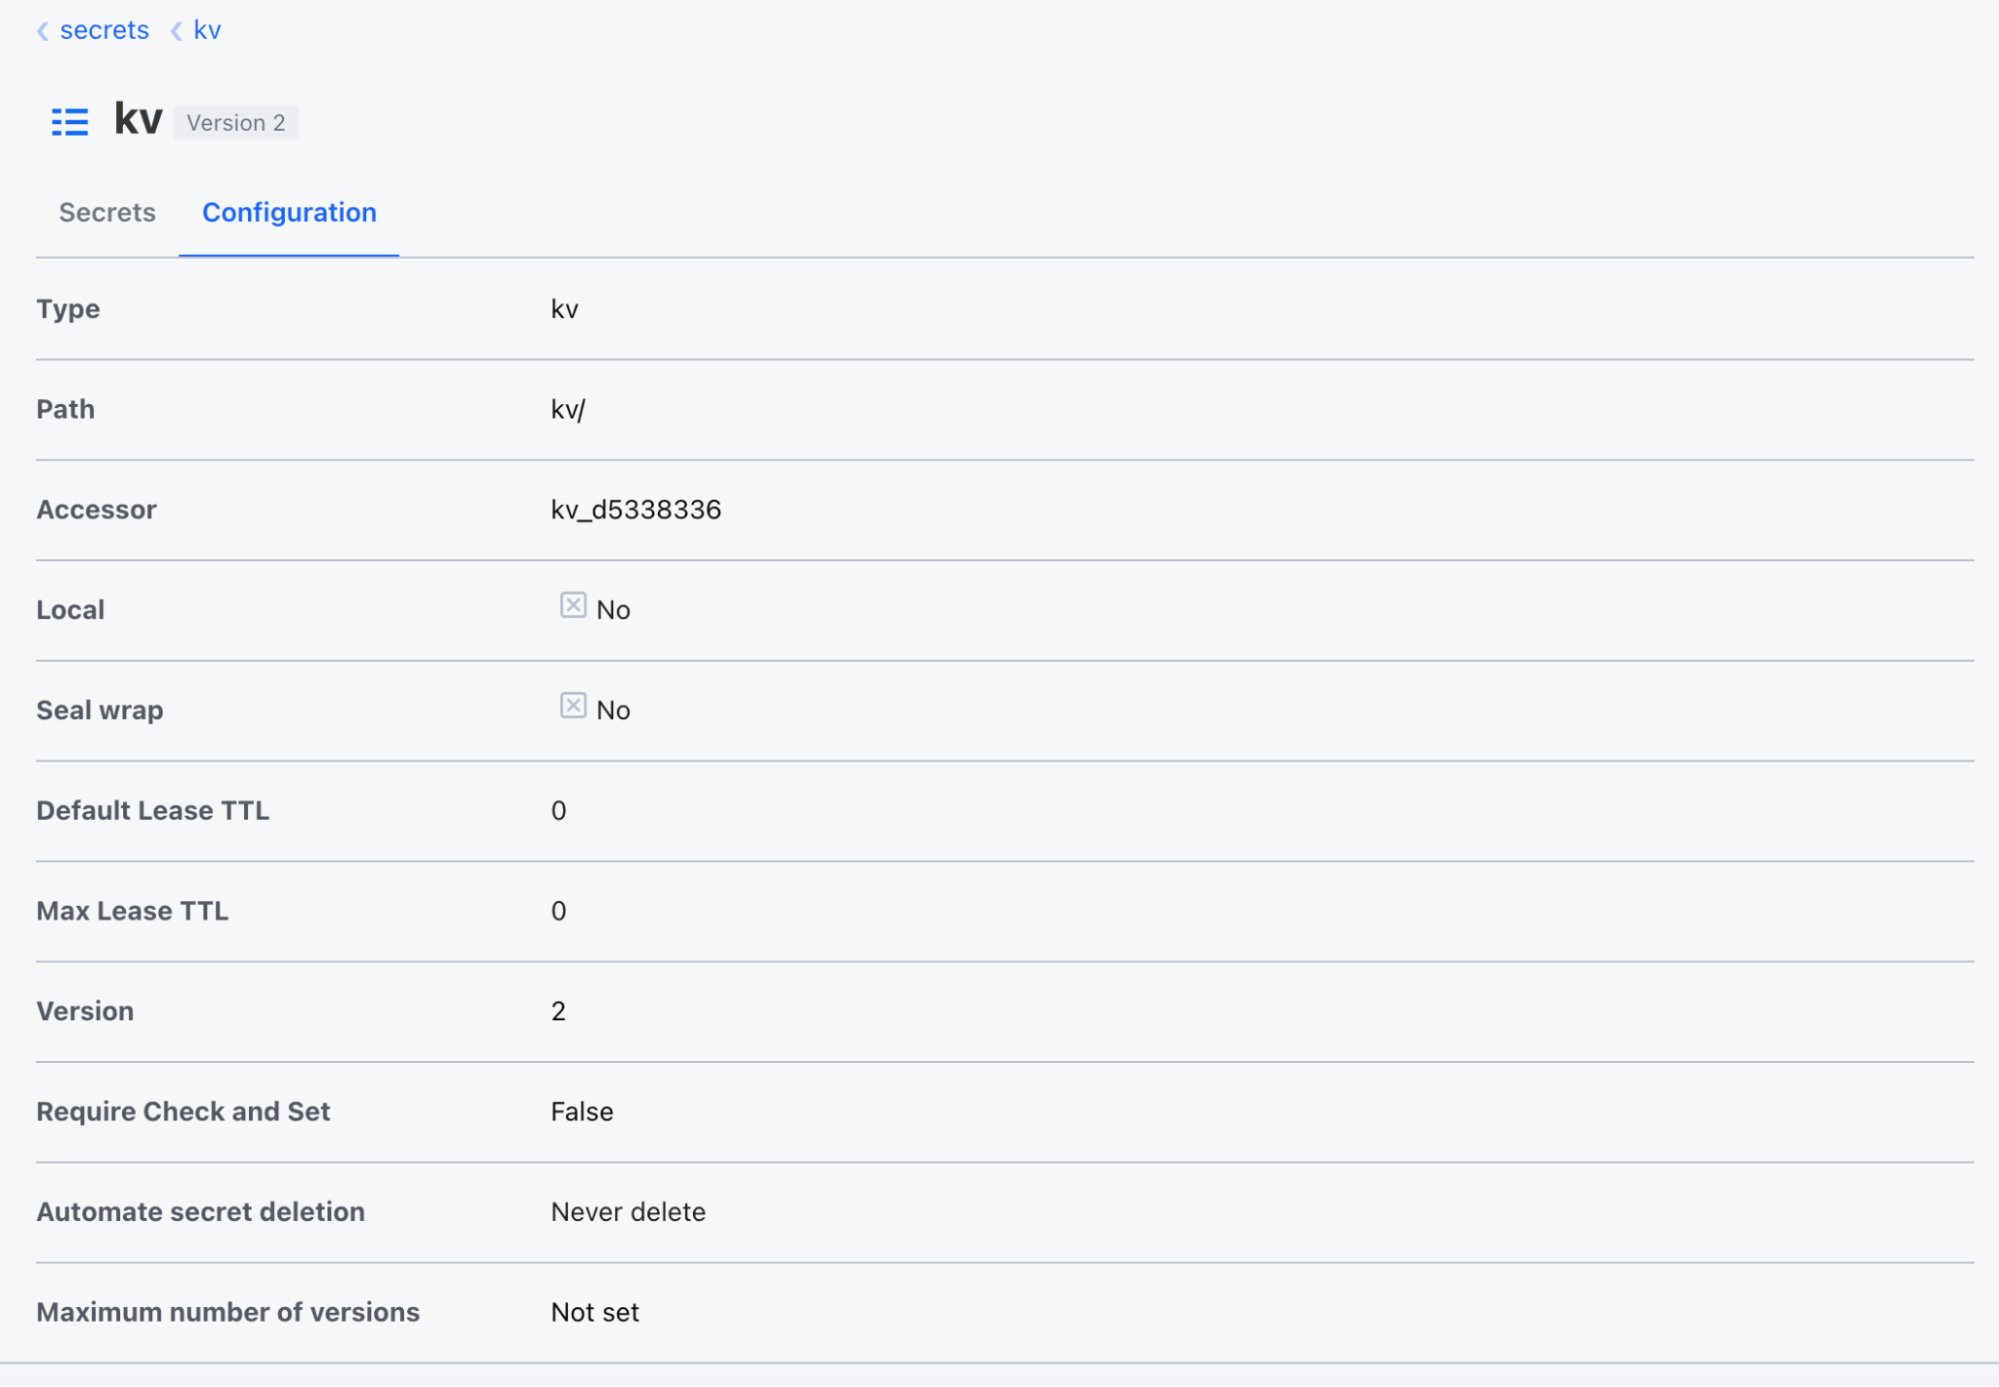 secrets kv
kv Version 2
Secrets Configuration
Type kv
Path kv/
Accessor kv_d5338336
Local No
Seal wrap No
Default Lease TTL 0
Max Lease TTL 0
Version 2
Require Check and Set False
Automate secret deletion Never delete
Maximum number of versions Not set